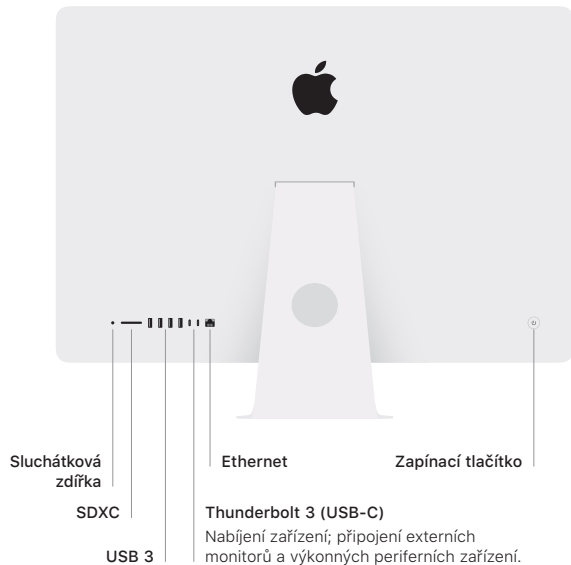 Sluchátková
zdířka
Ethernet
Zapínací tlačítko
SDXC
Thunderbolt 3 (USB-C)
Nabíjení zařízení; připojení externích
monitorů a výkonných periferních zařízení.
USB 3